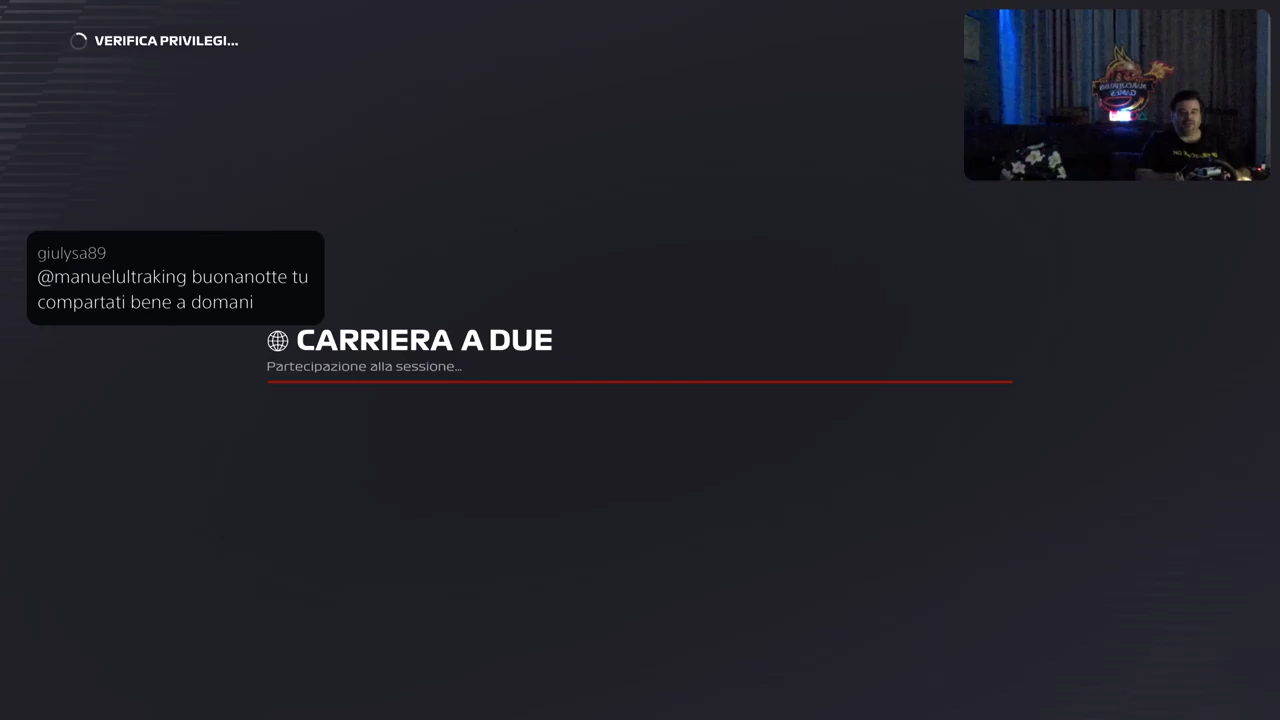 VERIFICA PRIVILEGI...
giulysa89
@manuelultraking buonanotte tu
compartati bene a domani
CARRIERA A DUE
Partecipazione alla sessione...